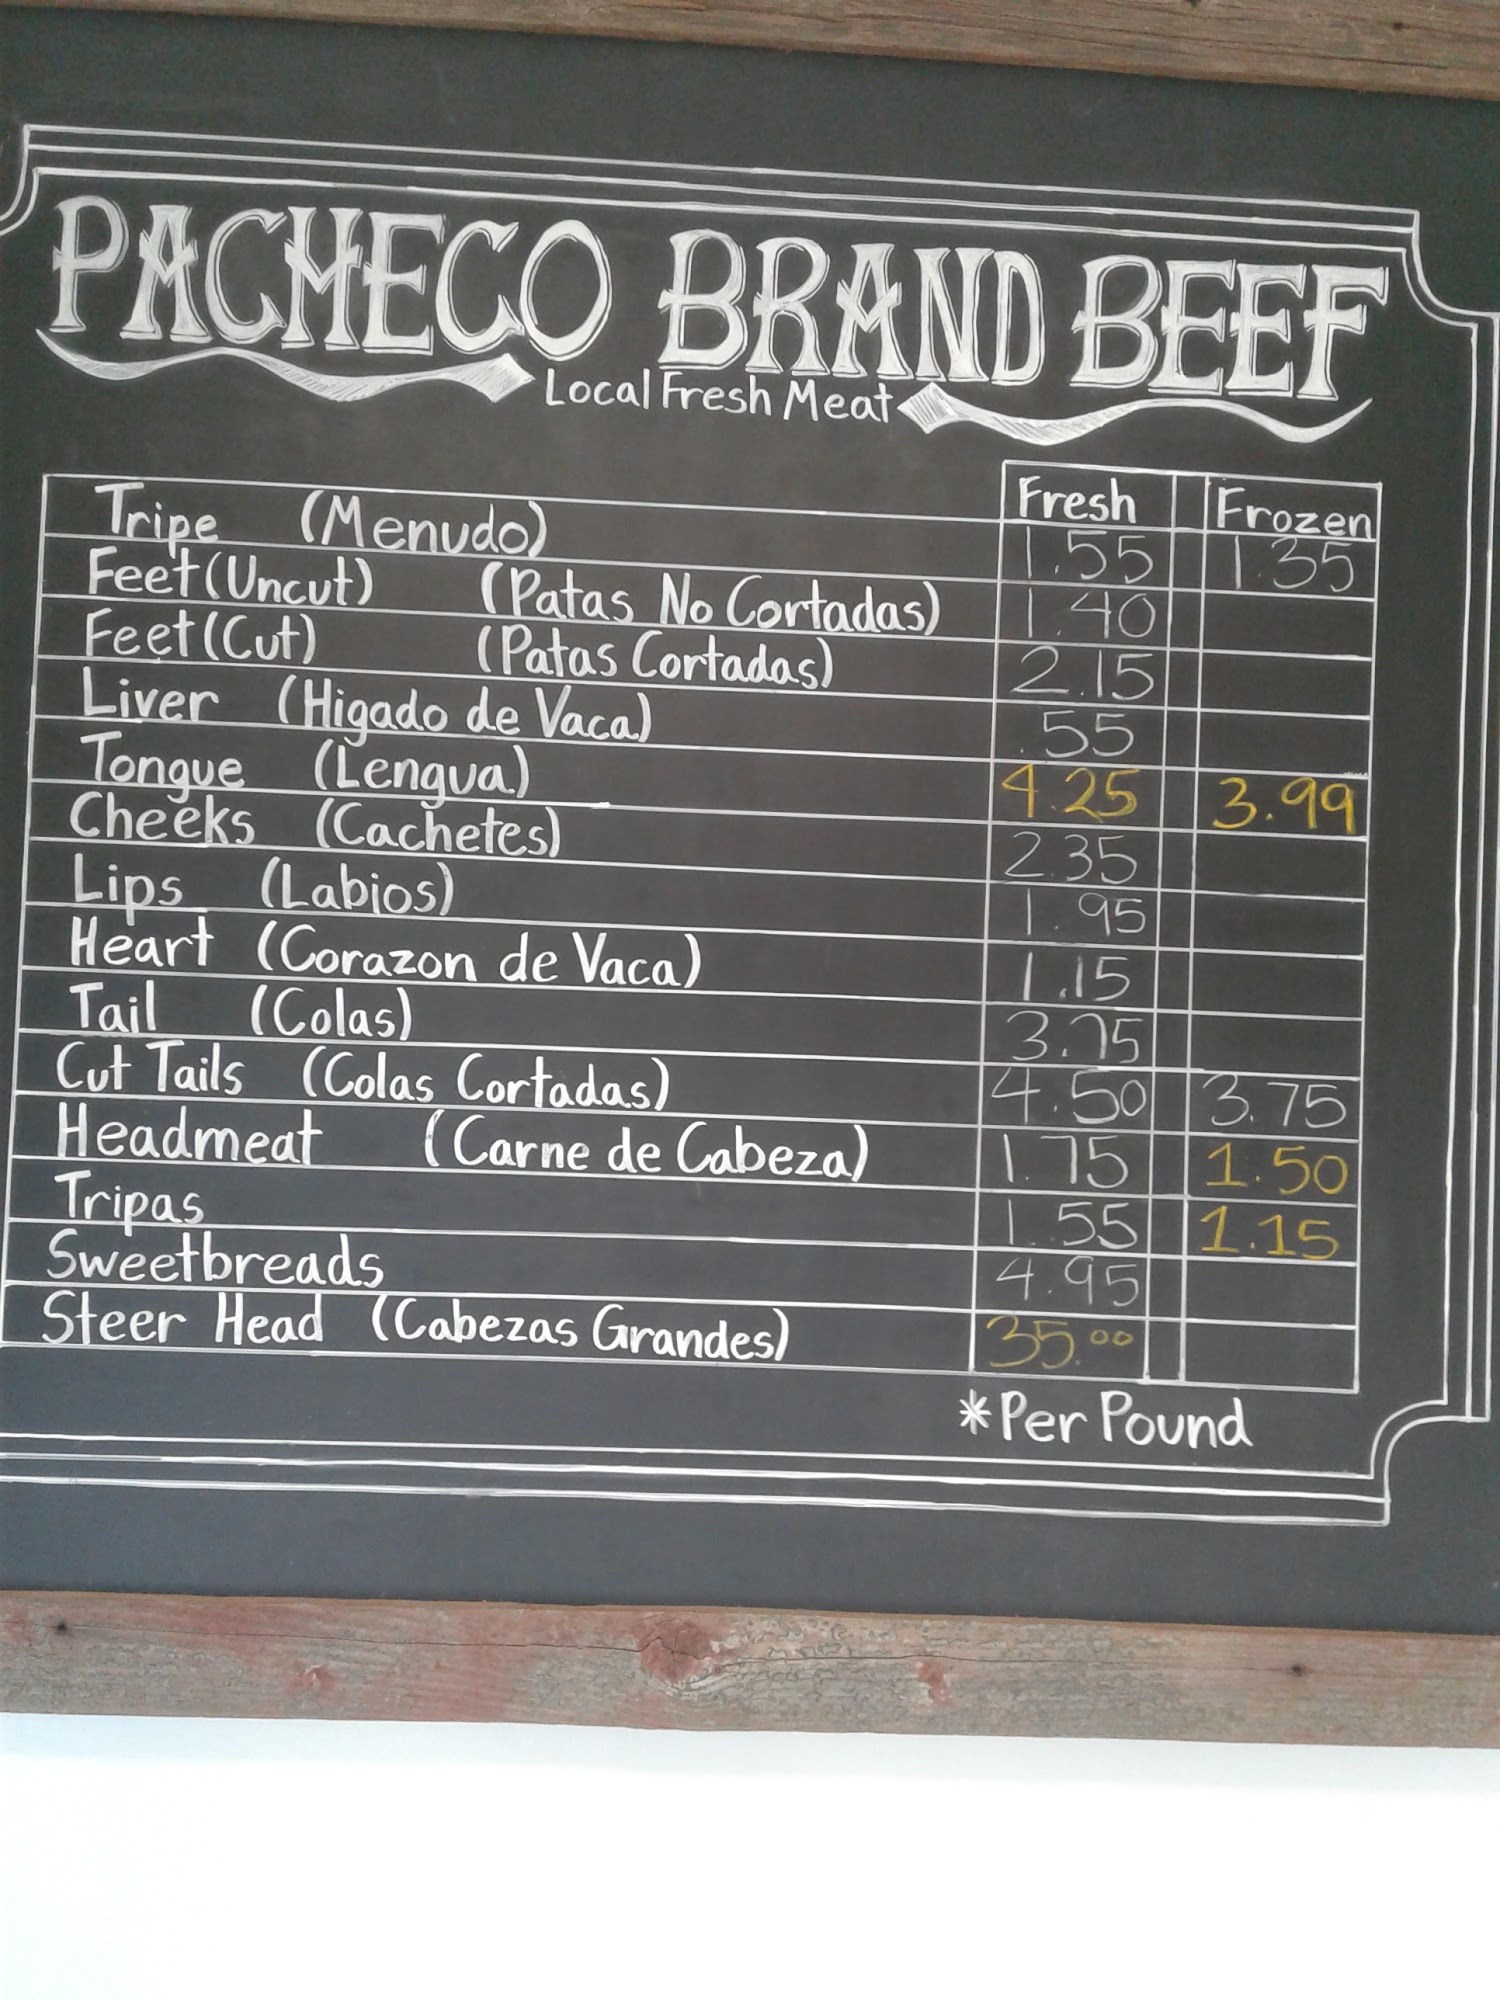 PACHECO BRAND BEEF
Local Fresh Meat
Fresh Frozen
Tripe (Menudo) 1.55 1.35
Feet (Uncut) (Patas No Cortadas) 1.40
Feet (Cut) (Patas Cortadas) 2.15
Liver (Higado de Vaca) .55
Tongue (Lengua) 4.25 3.99
Cheeks (Cachetes) 2.35
Lips (Labios) 1.95
Heart (Corazon de Vaca) 1.15
Tail (Colas) 3.75
Cut Tails (Colas Cortadas) 4.50 3.75
Headmeat (Carne de Cabeza) 1.75 1.50
Tripas 1.55 1.15
Sweetbreads 4.95
Steer Head (Cabezas Grandes) 35.00
*Per Pound